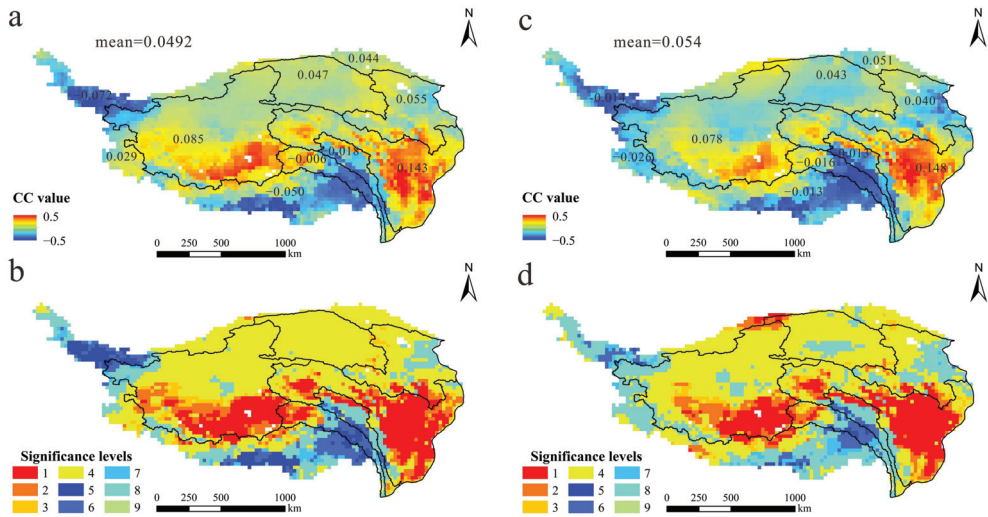 a
N
mean=0.0492
0.044
0.047
−0.072
0.055
0.085
0.029
−0.018
−0.006
0.143
−0.050
CC value
0.5
−0.5
0 250 500 1000
km
c
N
mean=0.054
0.051
0.043
0.040
0.078
−0.026
−0.013
−0.016
0.148
−0.013
CC value
0.5
−0.5
0 250 500 1000
km
b
N
Significance levels
1 4 7
2 5 8
3 6 9
0 250 500 1000
km
d
N
Significance levels
1 4 7
2 5 8
3 6 9
0 250 500 1000
km